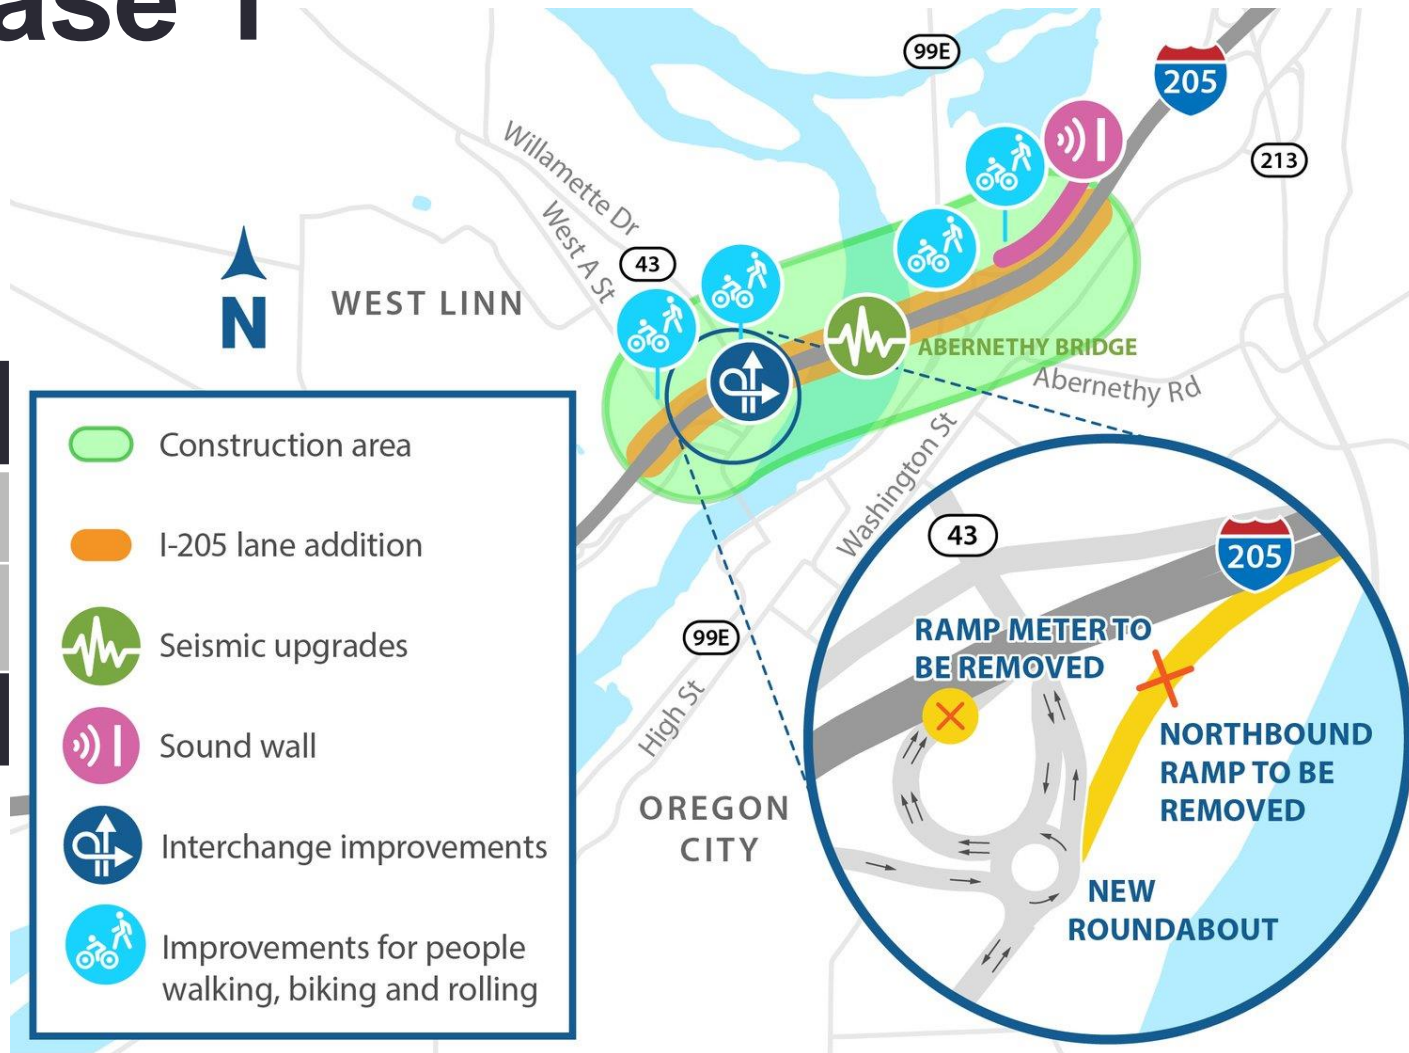 ase 1
99E
205
213
Willamette Dr
West A St
43
N
WEST LINN
ABERNETHY BRIDGE
Abernethy Rd
Washington St
99E
High St
OREGON
CITY
Construction area
I-205 lane addition
Seismic upgrades
Sound wall
Interchange improvements
Improvements for people
walking, biking and rolling
43
205
RAMP METER TO
BE REMOVED
NORTHBOUND
RAMP TO BE
REMOVED
NEW
ROUNDABOUT